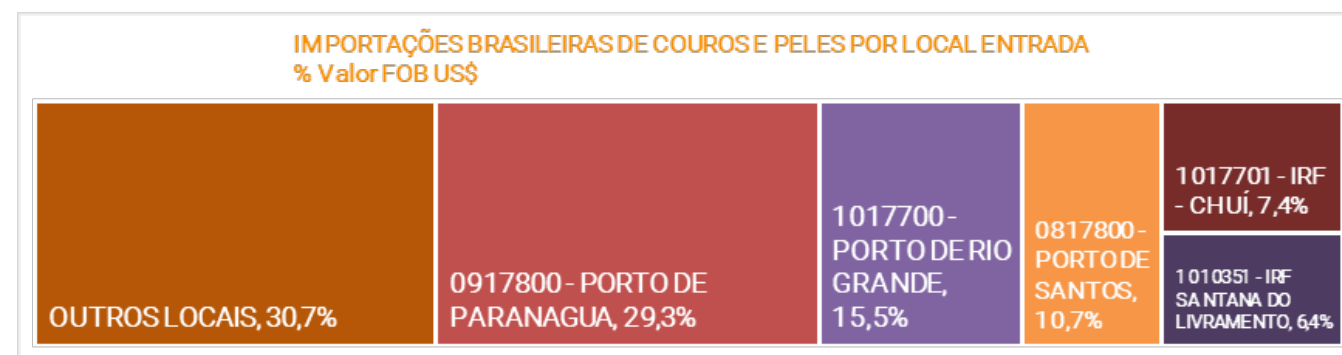 IMPORTAÇÕES BRASILEIRAS DE COUROS E PELES POR LOCAL ENTRADA
% Valor FOB US$
OUTROS LOCAIS, 30,7%
0917800 - PORTO DE
PARANAGUA, 29,3%
1017700 -
PORTO DE RIO
GRANDE,
15,5%
0817800 -
PORTO DE
SANTOS,
10,7%
1017701 - IRF
- CHUÍ, 7,4%
1010351 - IRF
SANTANA DO
LIVRAMENTO, 6,4%